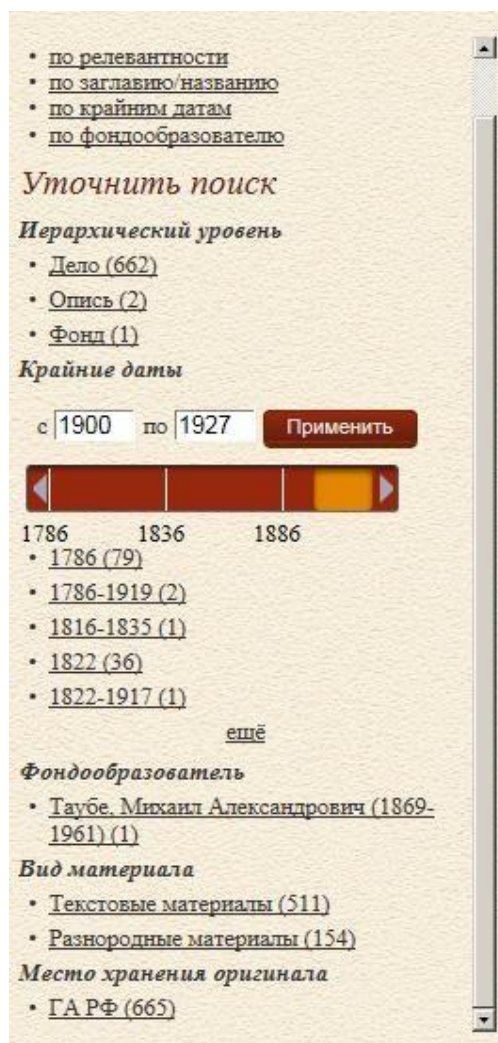 по релевантности
по заглавию/названию
по крайним датам
по фондообразователю
Уточнить поиск
Иерархический уровень
Дело (662)
Опись (2)
Фонд (1)
Крайние даты
с 1900 по 1927 Применить
1786 1836 1886
1786 (79)
1786-1919 (2)
1816-1835 (1)
1822 (36)
1822-1917 (1)
ещё
Фондообразователь
Таубе, Михаил Александрович (1869-
1961) (1)
Вид материала
Текстовые материалы (511)
Разнородные материалы (154)
Место хранения оригинала
ГА РФ (665)